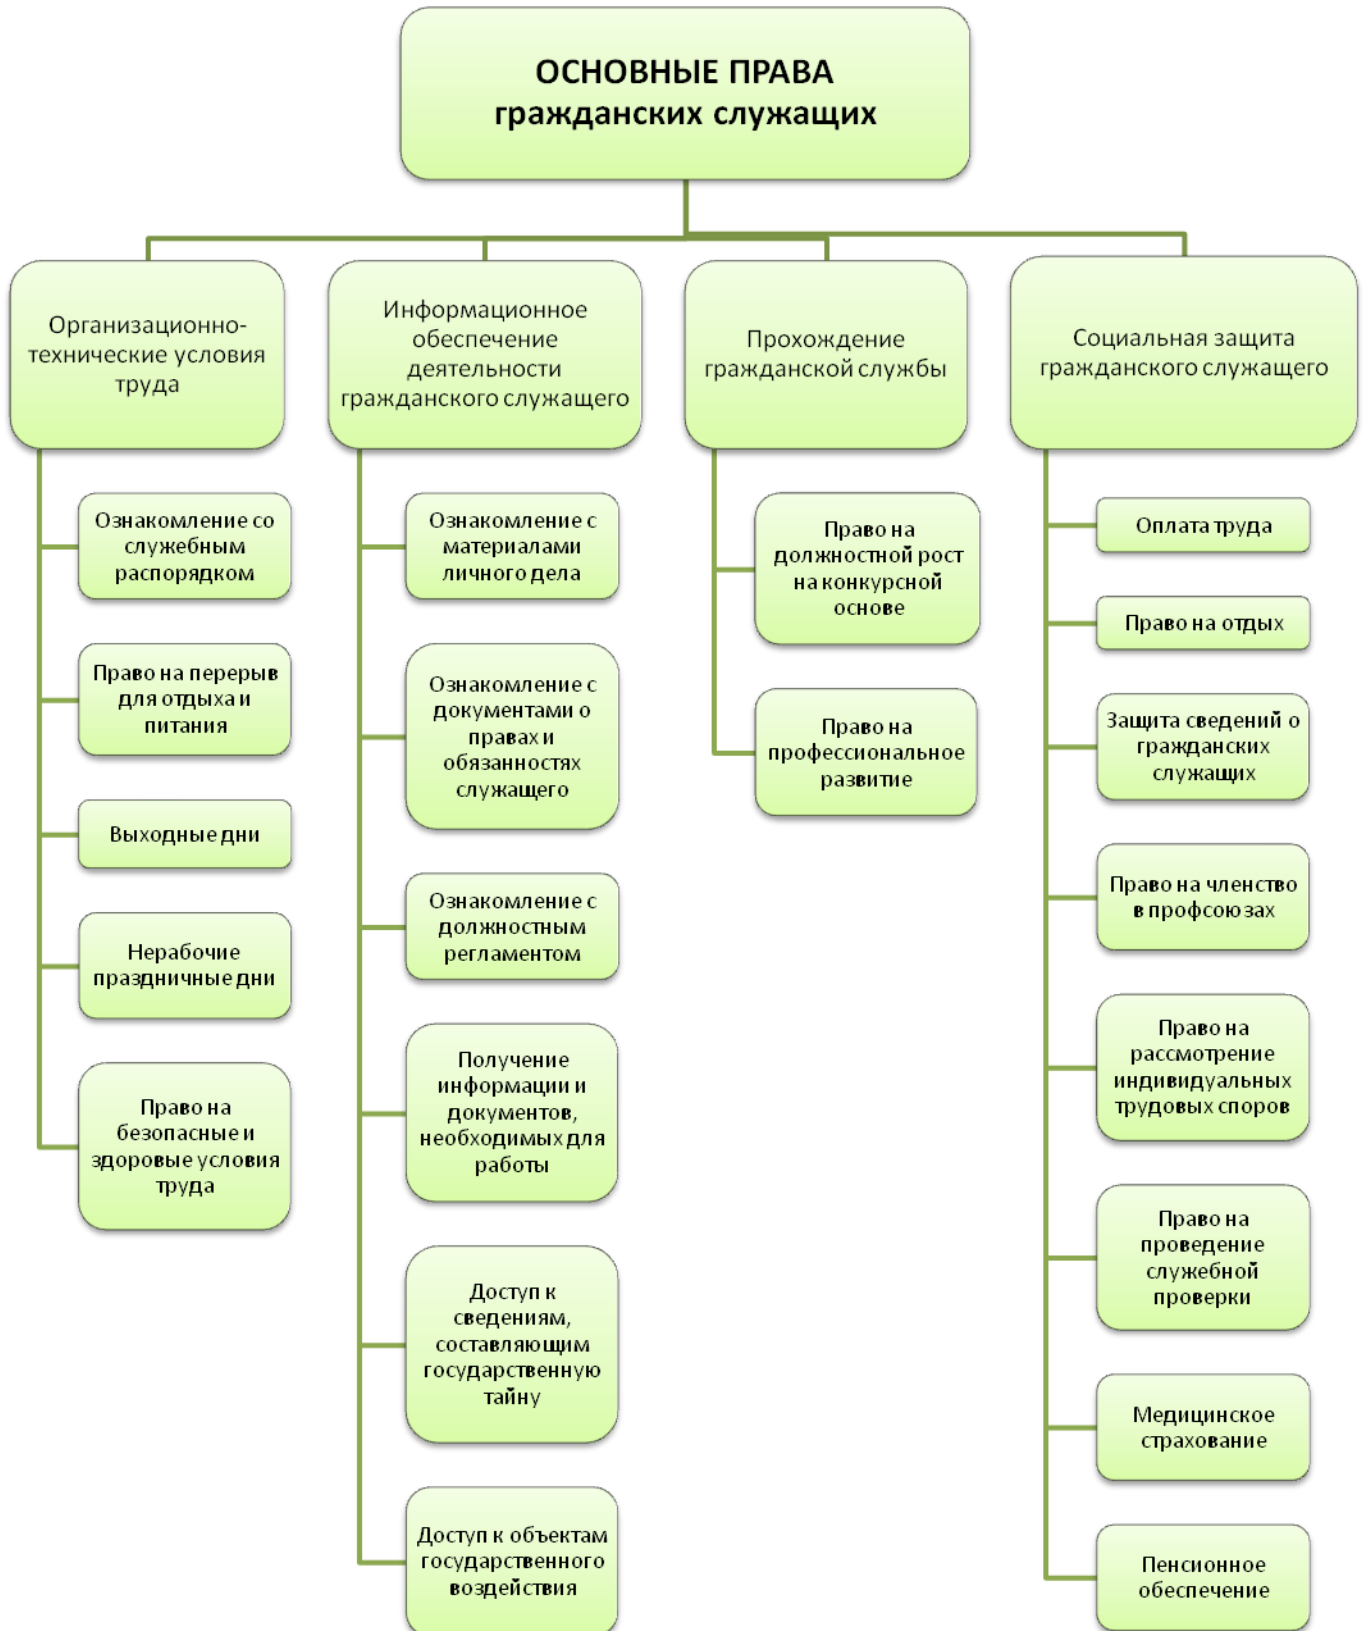 ОСНОВНЫЕ ПРАВА
гражданских служащих
Организационно-
технические условия
труда
Ознакомление со
служебным
распорядком
Право на перерыв
для отдыха и
питания
Выходные дни
Нерабочие
праздничные дни
Право на
безопасные и
здоровые условия
труда
Информационное
обеспечение
деятельности
гражданского служащего
Ознакомление с
материалами
личного дела
Ознакомление с
документами о
правах и
обязанностях
служащего
Ознакомление с
должностным
регламентом
Получение
информации и
документов,
необходимых для
работы
Доступ к
сведениям,
составляющим
государственную
тайну
Доступ к объектам
государственного
воздействия
Прохождение
гражданской службы
Право на
должностной рост
на конкурсной
основе
Право на
профессиональное
развитие
Социальная защита
гражданского служащего
Оплата труда
Право на отдых
Защита сведений о
гражданских
служащих
Право на членство
в профсоюзах
Право на
рассмотрение
индивидуальных
трудовых споров
Право на
проведение
служебной
проверки
Медицинское
страхование
Пенсионное
обеспечение